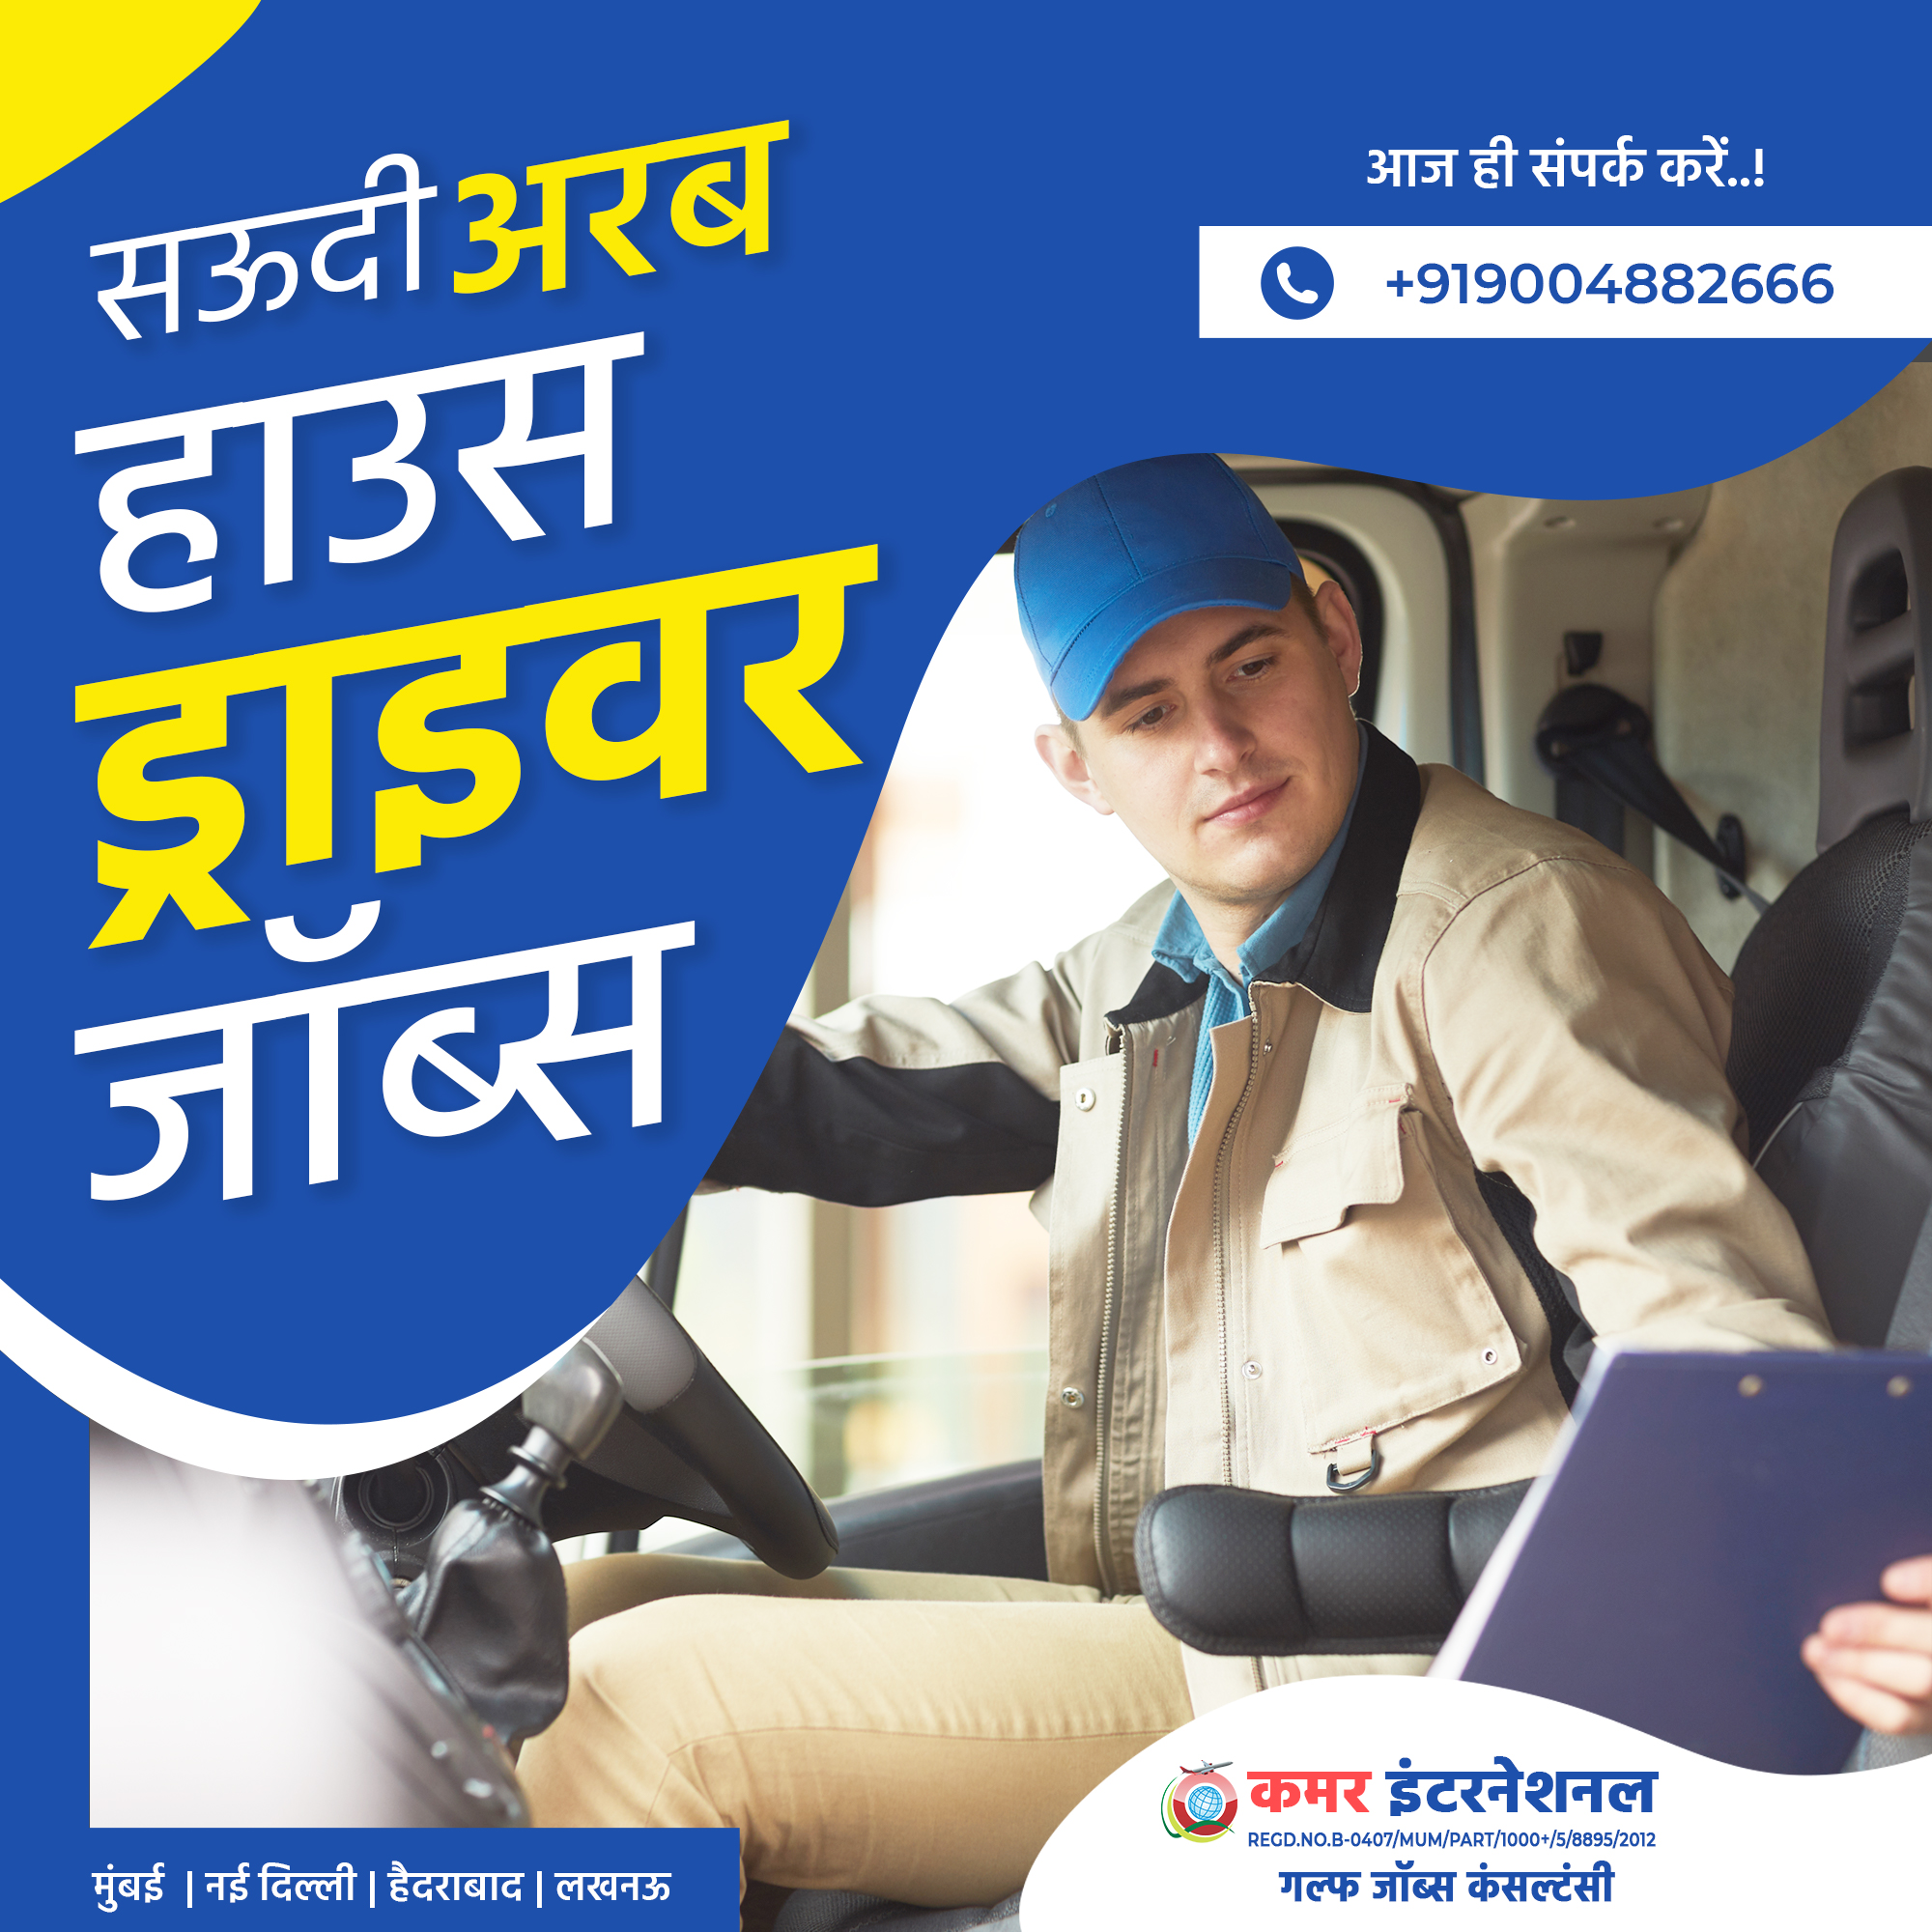 सऊदी अरब
हाउस
ड्राइवर
जॉब्स
आज ही संपर्क करें..!
+919004882666
कमर इंटरनेशनल
REGD.NO.B-0407/MUM/PART/1000+/5/8895/2012
गल्फ जॉब्स कंसल्टंसी
मुंबई | नई दिल्ली | हैदराबाद | लखनऊ